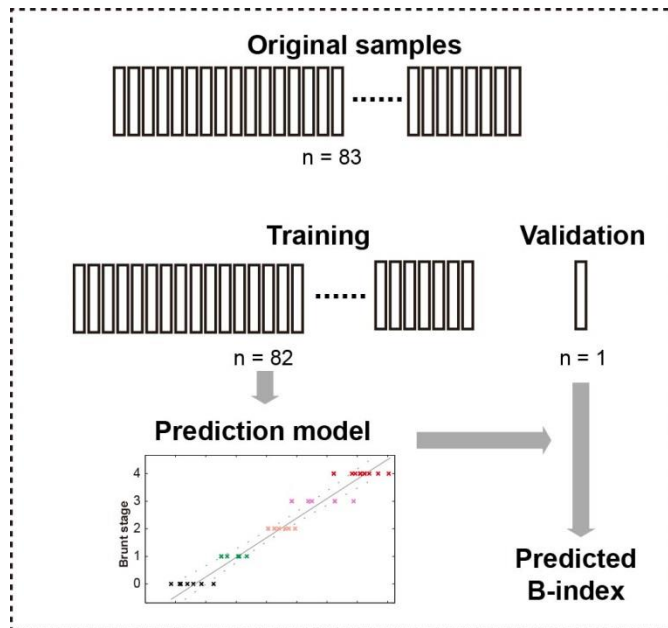 Original samples
n = 83
Training
Validation
n = 82
n = 1
Prediction model
Brunt stage
4
3
2
1
0
Predicted
B-index